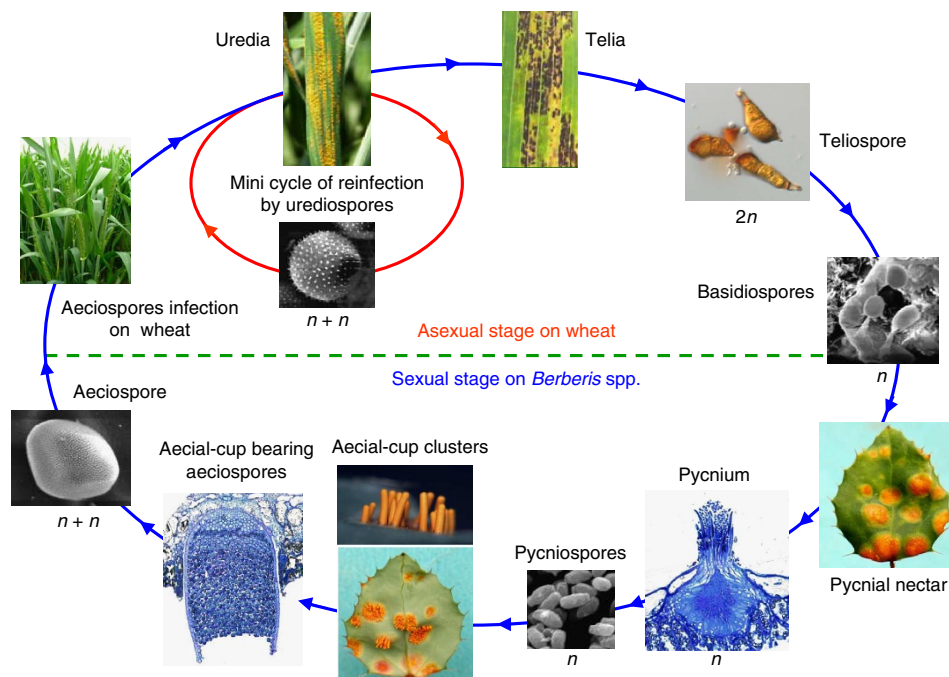 Uredia
Telia
Teliospore
2n
Mini cycle of reinfection
by urediospores
n + n
Basidiospores
n
Aeciospores infection
on wheat
Asexual stage on wheat
Sexual stage on Berberis spp.
Aeciospore
n + n
Aecial-cup bearing
aeciospores
Aecial-cup clusters
Pycniospores
n
Pycnium
n
Pycnial nectar